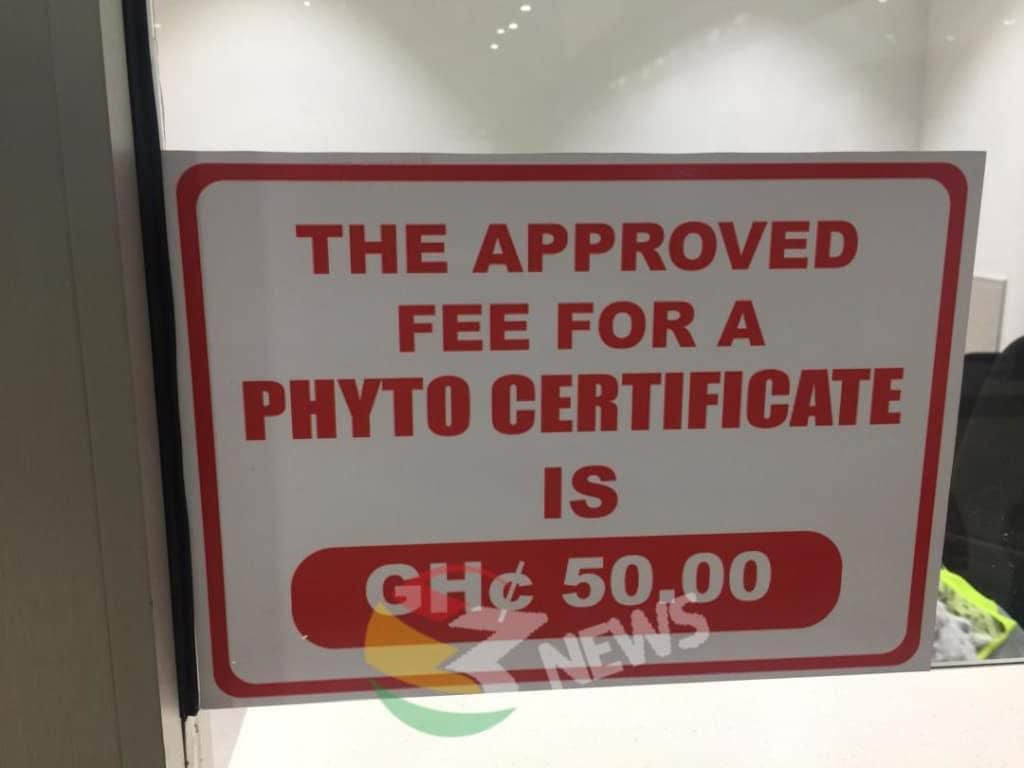 THE APPROVED
FEE FOR A
PHYTO CERTIFICATE
IS
GH¢ 50.00
3 NEWS